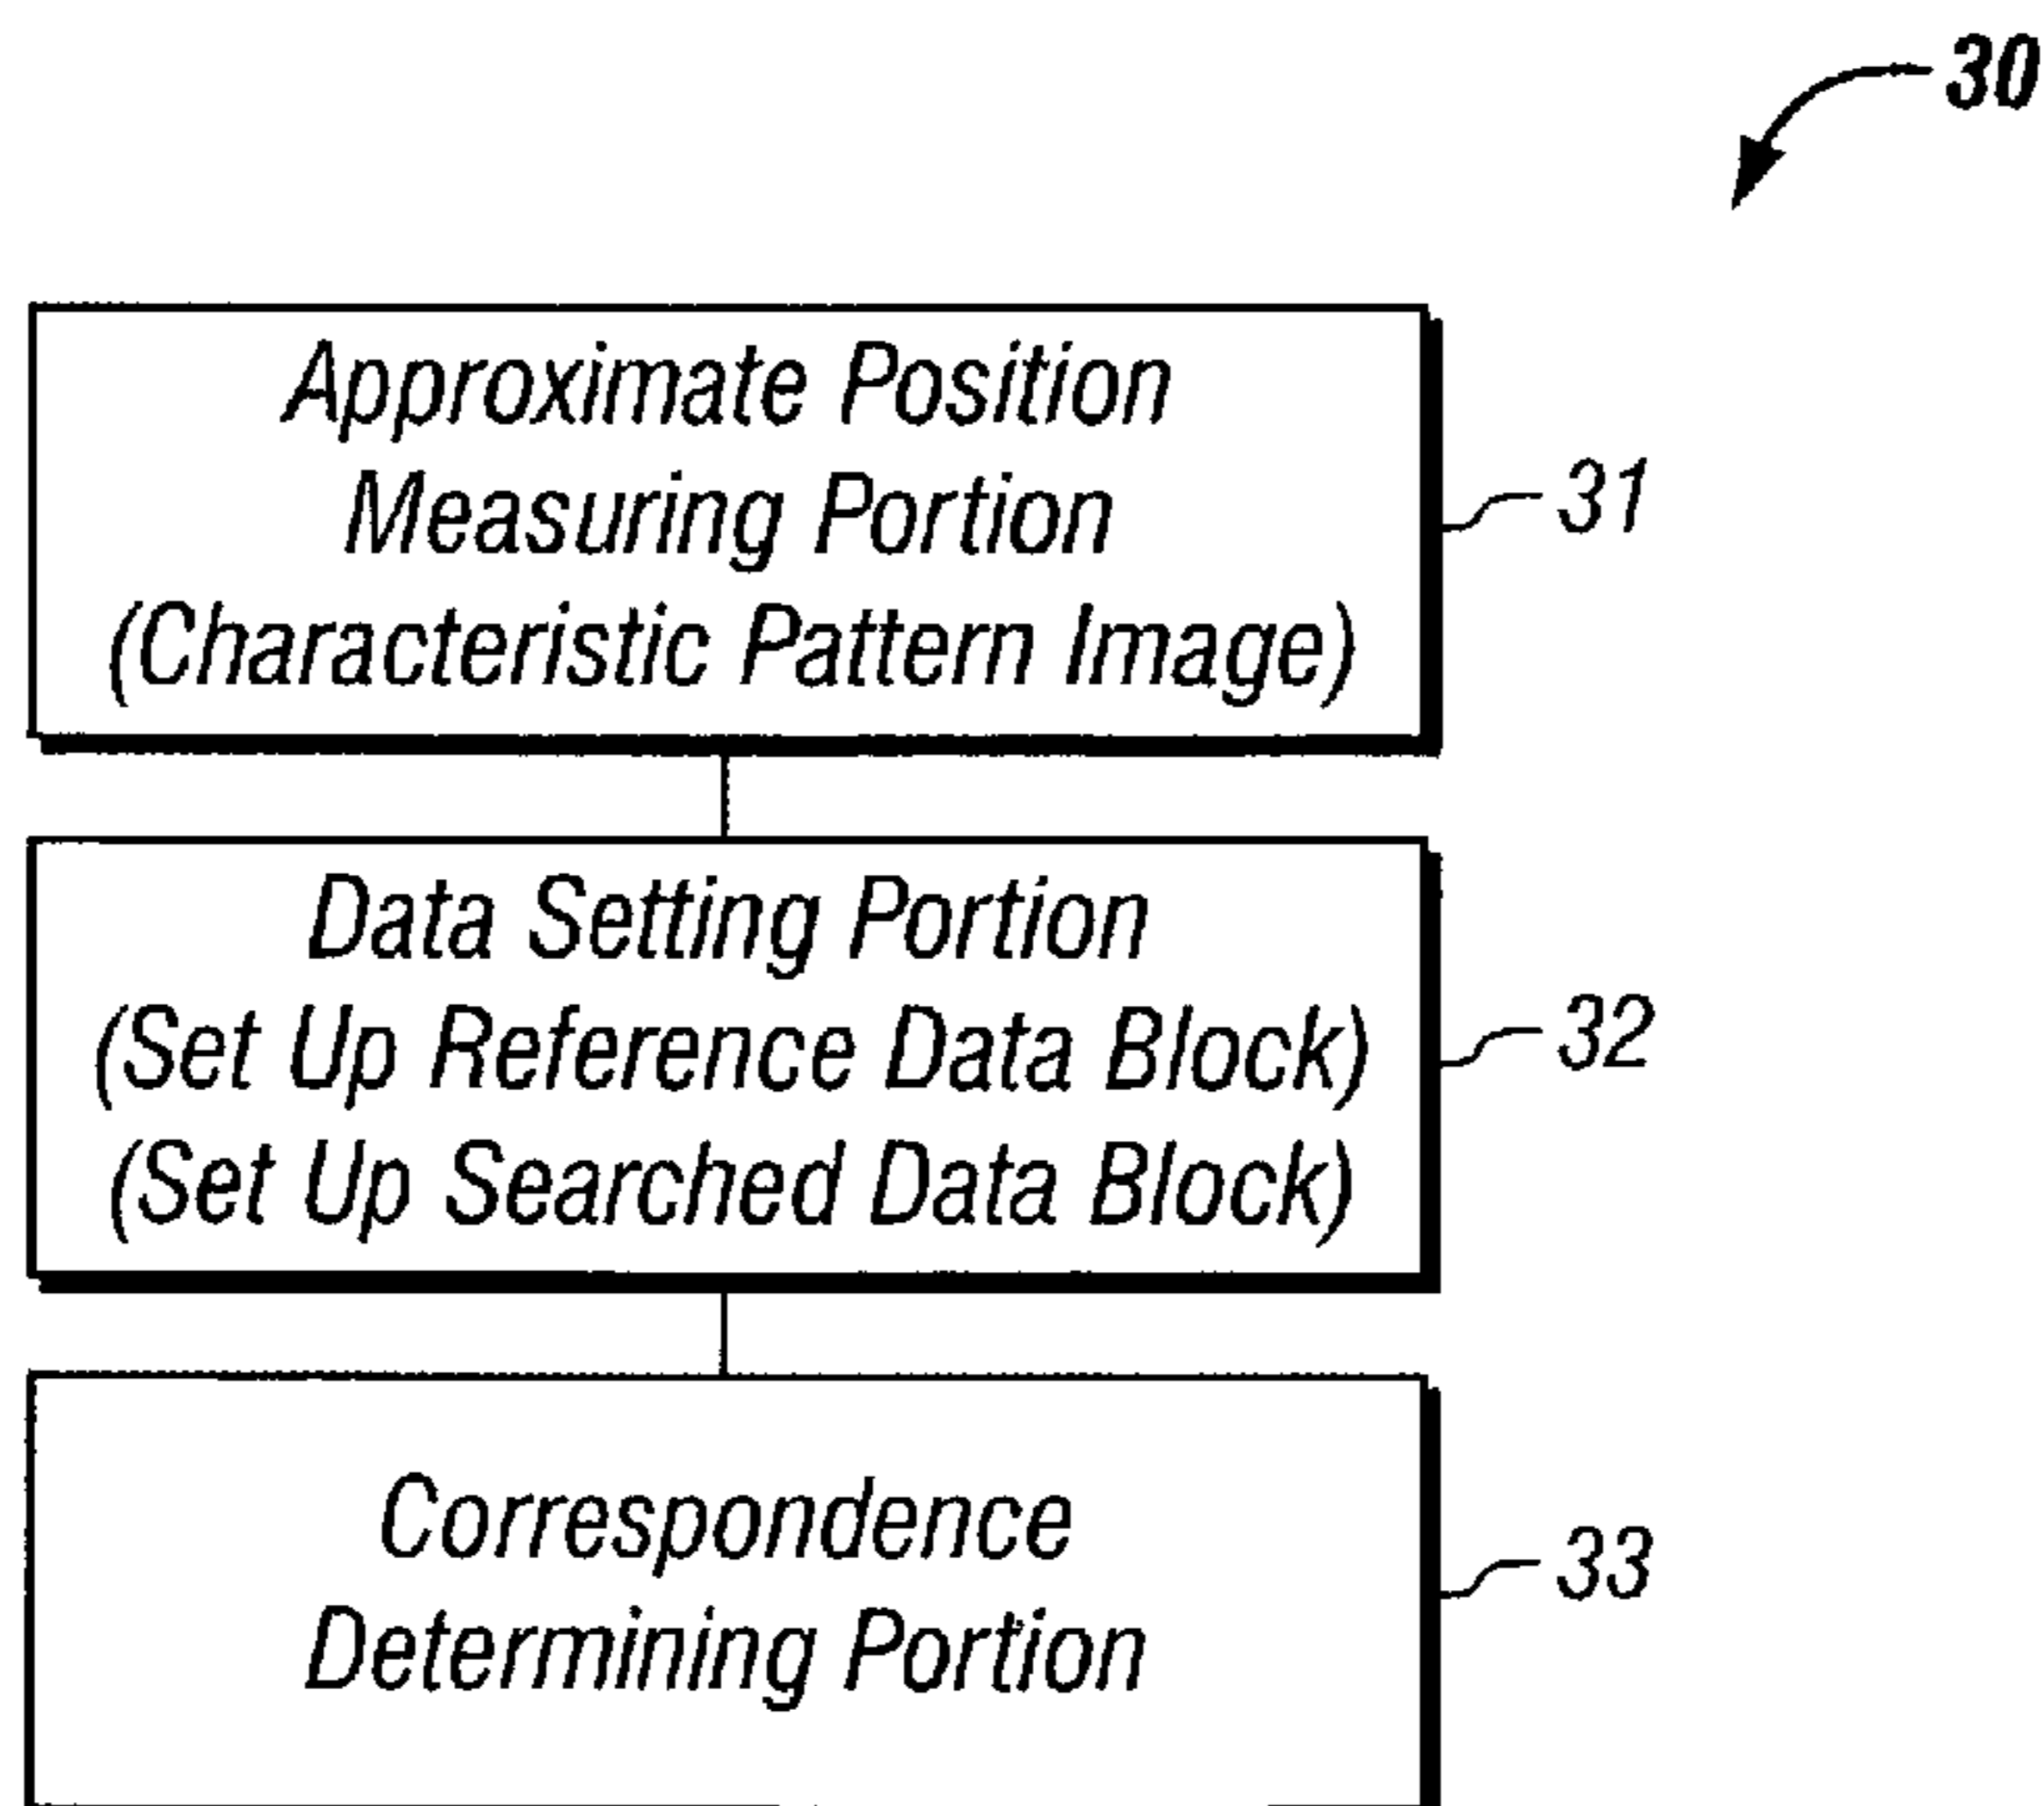 30
Approximate Position
Measuring Portion
(Characteristic Pattern Image)
31
Data Setting Portion
(Set Up Reference Data Block)
(Set Up Searched Data Block)
32
Correspondence
Determining Portion
33